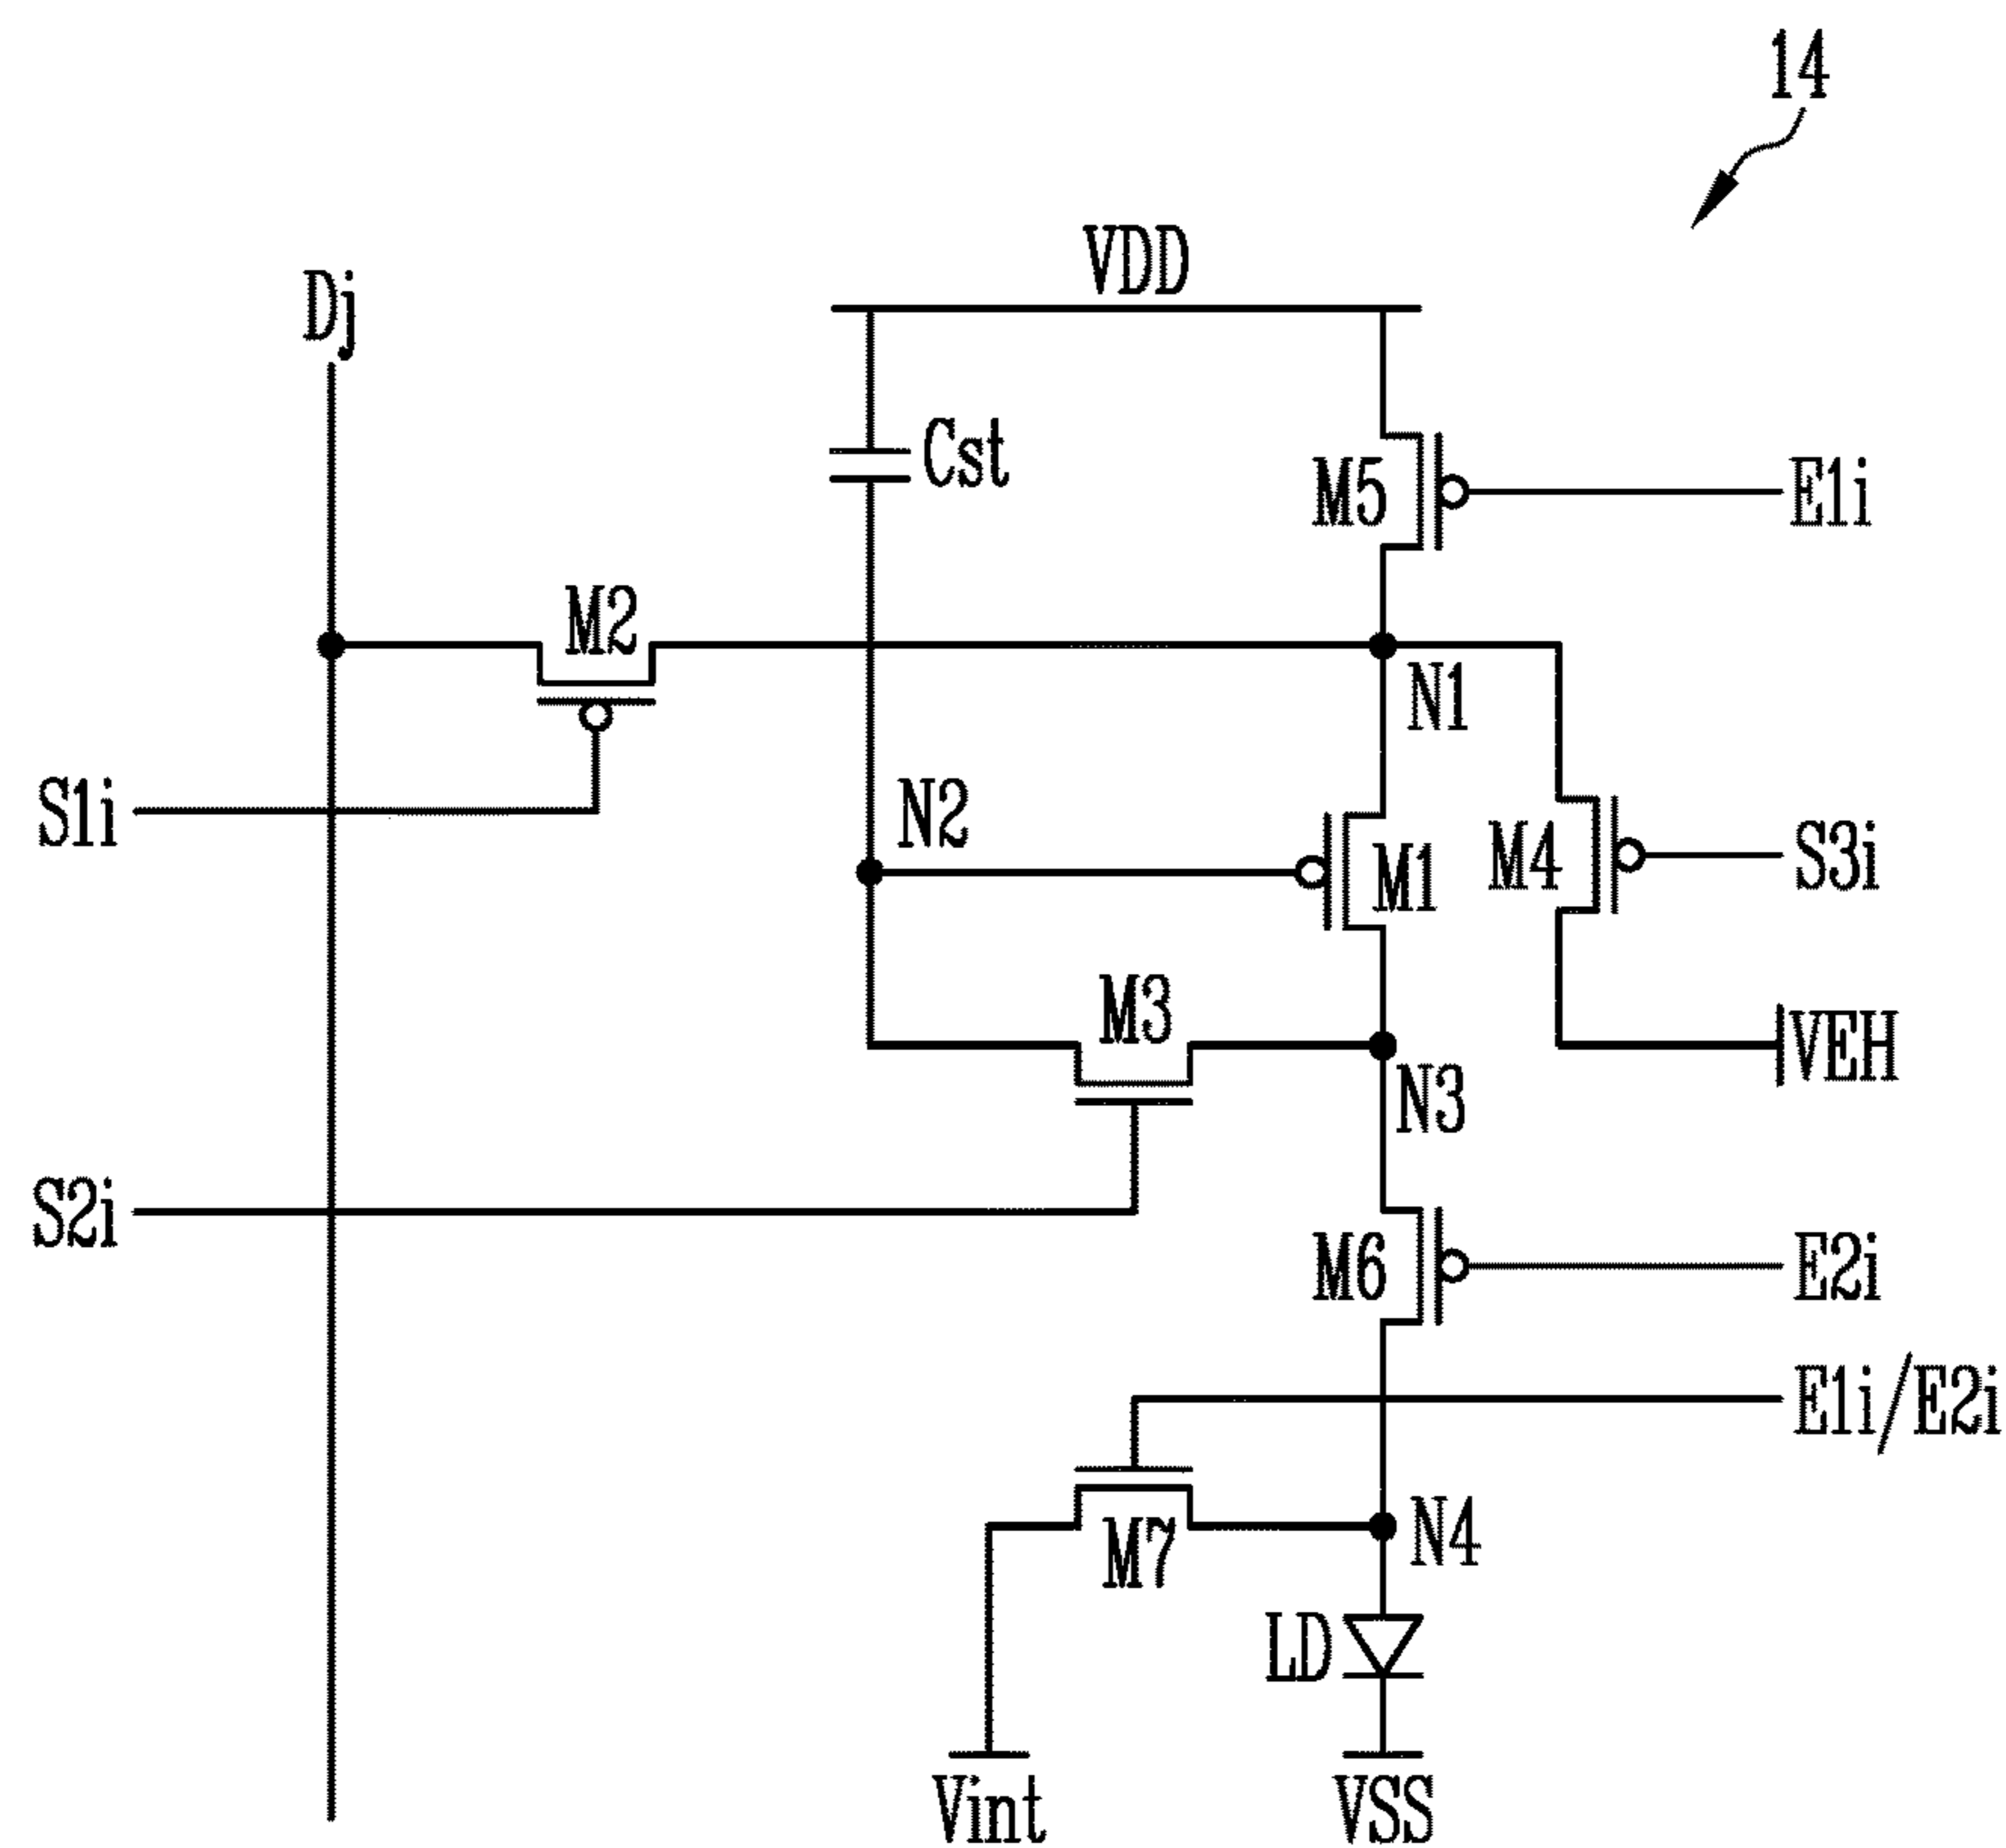 14
VDD
Dj
Cst
M5
E1i
M2
N1
S1i
N2
M1
M4
S3i
M3
VEH
N3
S2i
M6
E2i
E1i/E2i
M7
N4
LD
Vint
VSS